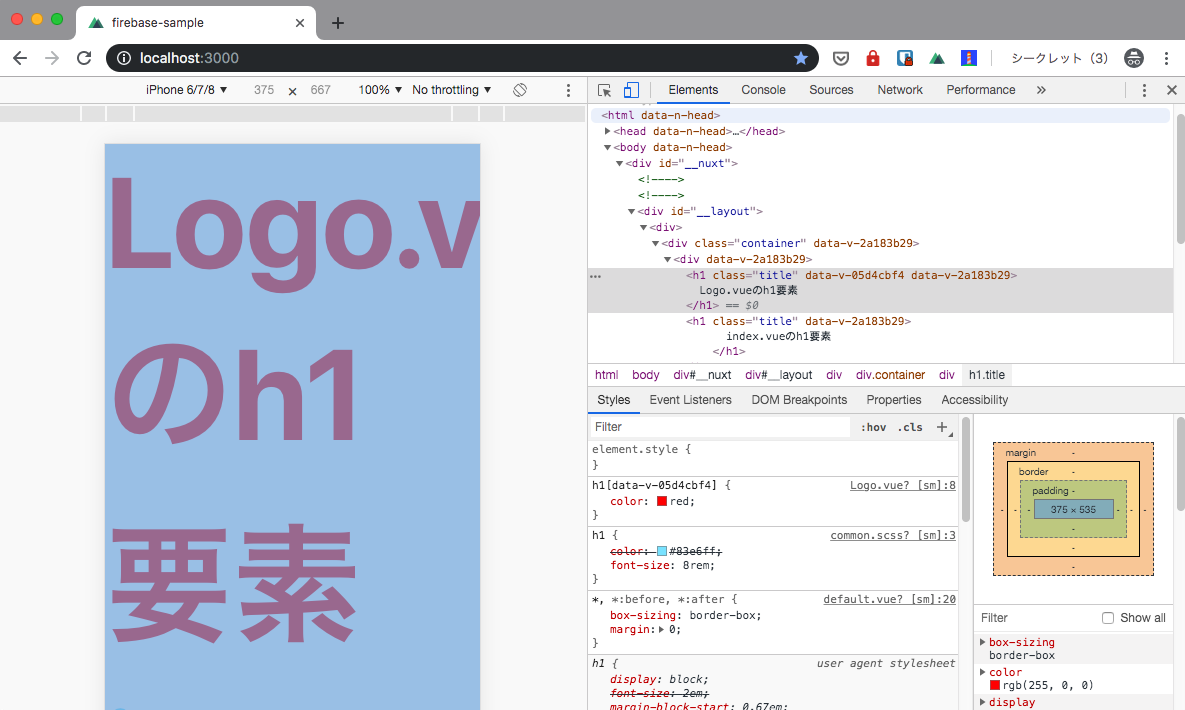 firebase-sample
localhost:3000
シークレット（3）
iPhone 6/7/8 ▼ 375 × 667 100% ▼ No throttling ▼
Elements Console Sources Network Performance »
Logo.v
のh1
要素
<html data-n-head>
<head data-n-head>…</head>
<body data-n-head>
<div id="__nuxt">
<!---->
<!---->
<div id="__layout">
<div>
<div class="container" data-v-2a183b29>
<div data-v-2a183b29>
<h1 class="title" data-v-05d4cbf4 data-v-2a183b29>
Logo.vueのh1要素
</h1> == $0
<h1 class="title" data-v-2a183b29>
index.vueのh1要素
</h1>
html body div#__nuxt div#__layout div div.container div h1.title
Styles Event Listeners DOM Breakpoints Properties Accessibility
Filter :hov .cls +
element.style {
}
h1[data-v-05d4cbf4] { Logo.vue? [sm]:8
color: red;
}
h1 { common.scss? [sm]:3
color: #83e6ff;
font-size: 8rem;
}
*, *:before, *:after { default.vue? [sm]:20
box-sizing: border-box;
margin: 0;
}
h1 { user agent stylesheet
display: block;
font-size: 2em;
margin-block-start: 0.67em;
margin -
border -
padding -
- - - 375 × 535 - - -
-
-
-
Filter Show all
box-sizing
border-box
color
rgb(255, 0, 0)
display